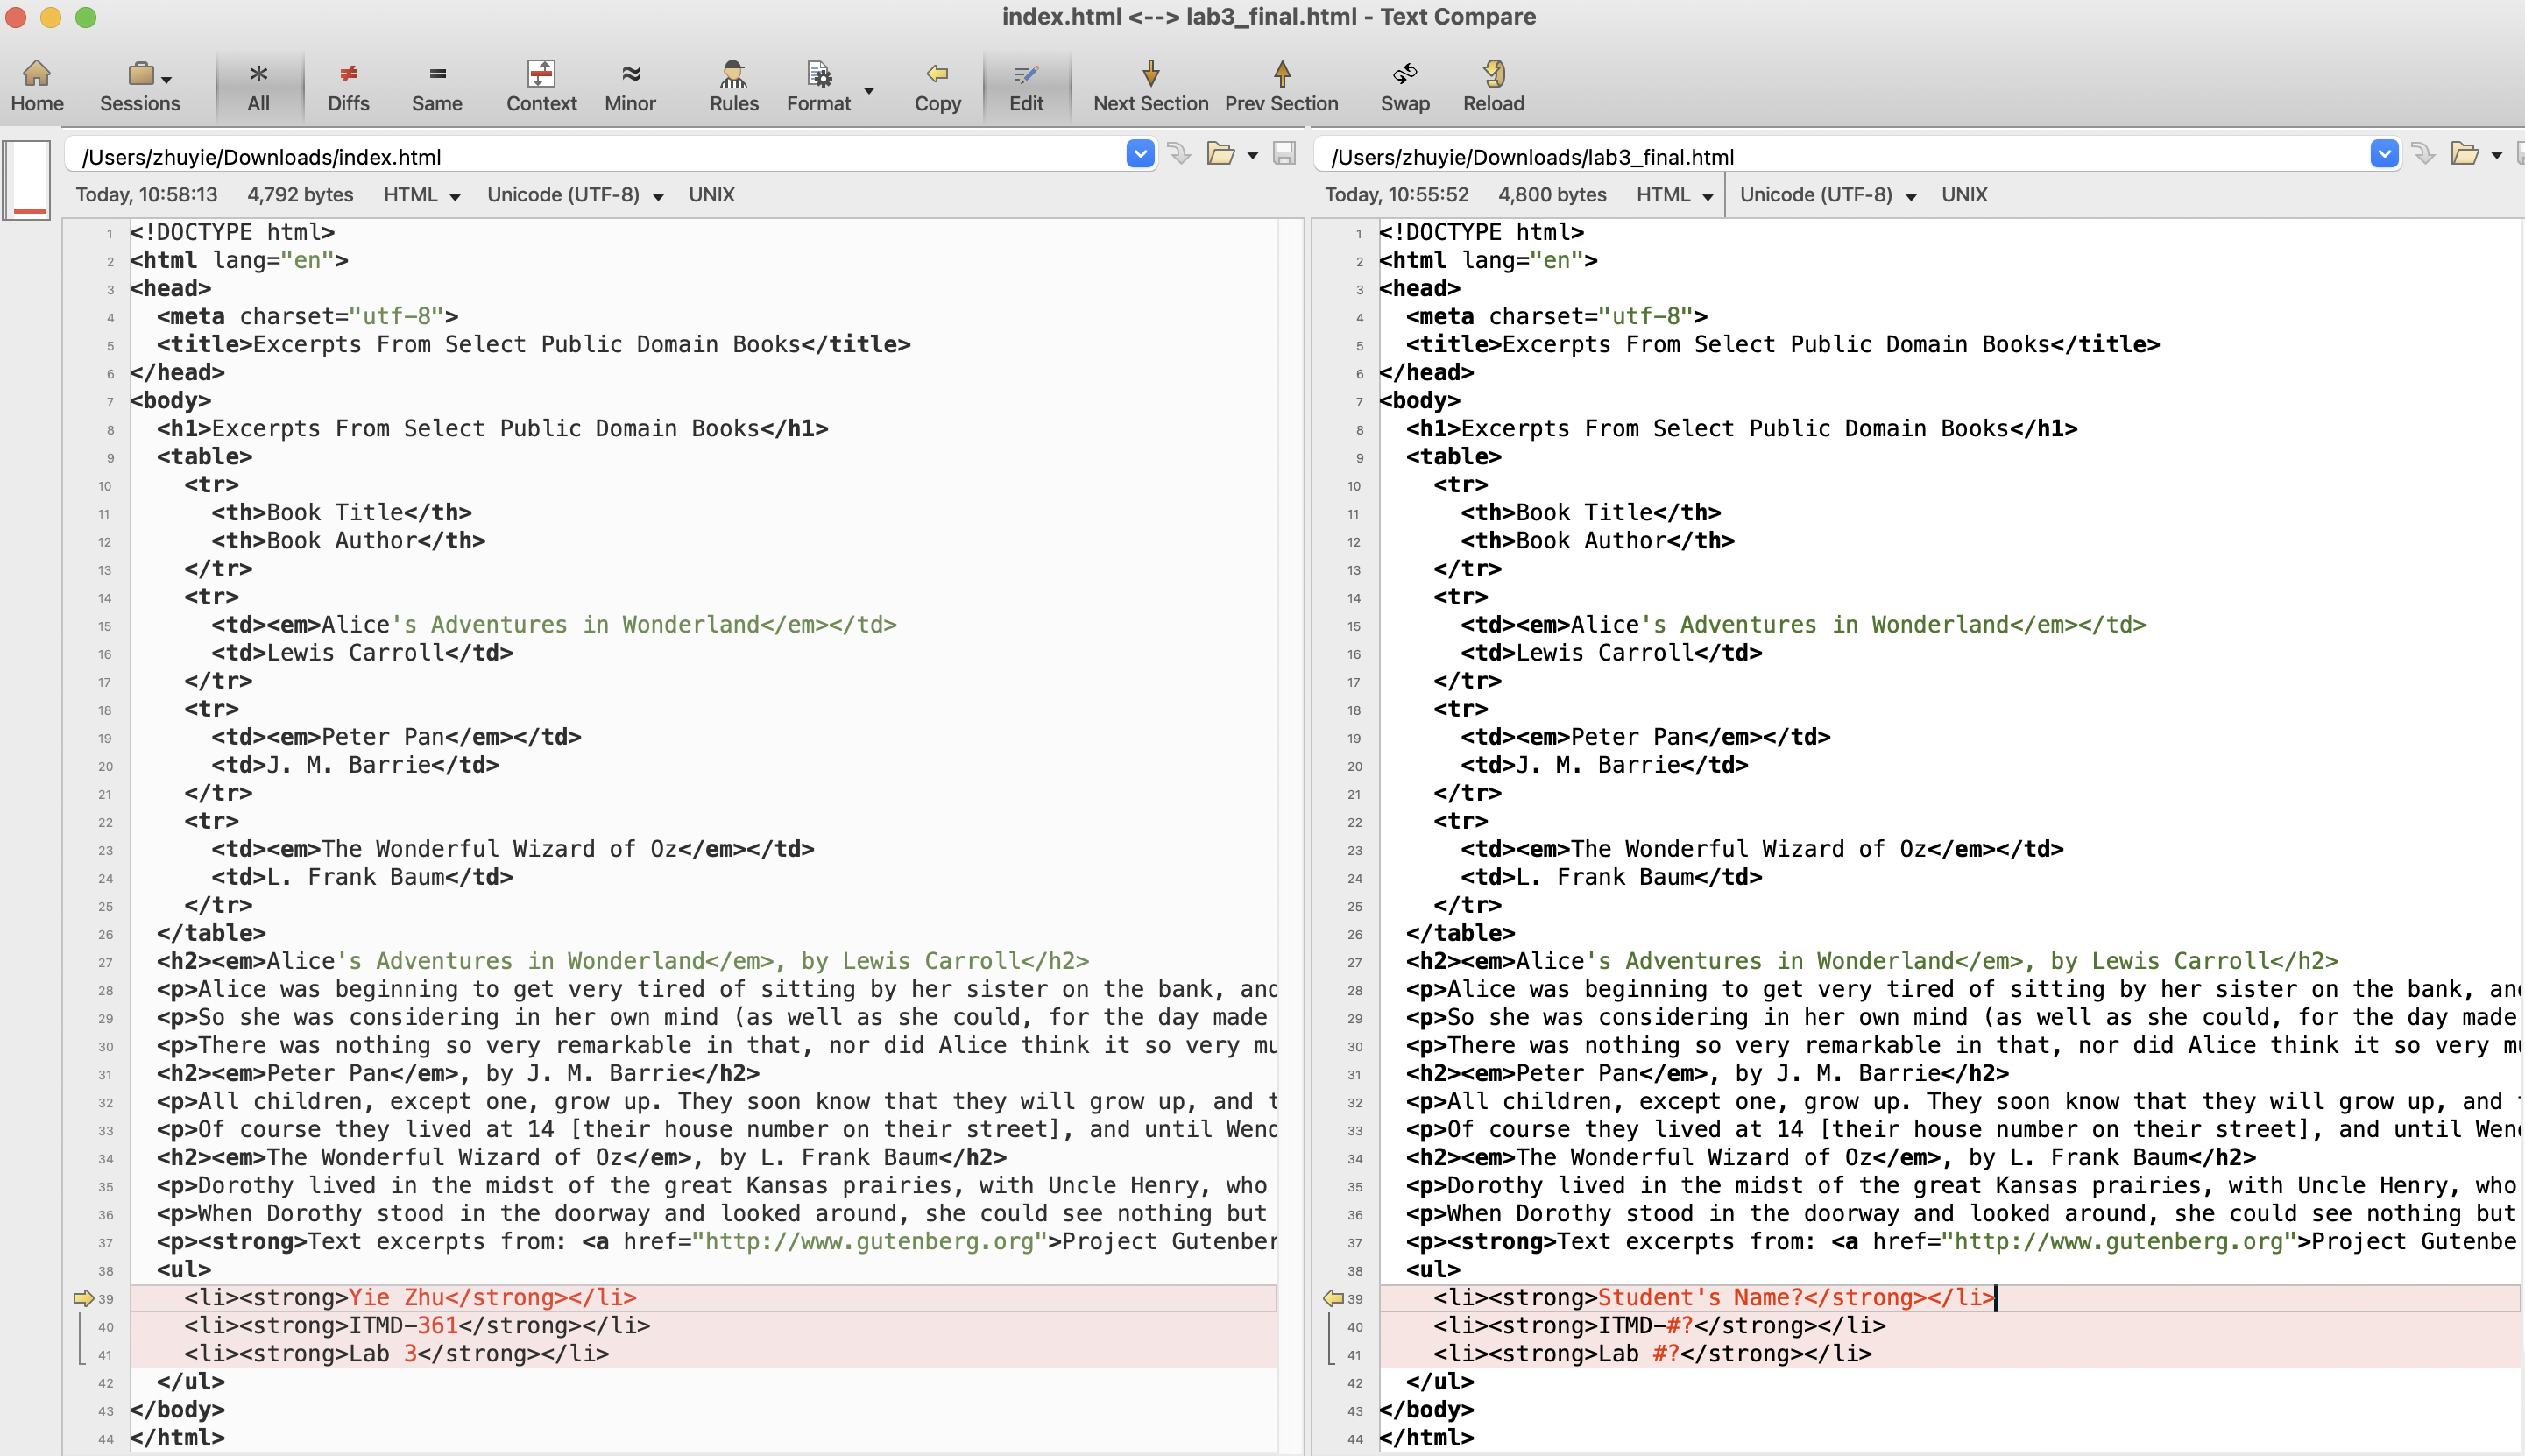 index.html <--> lab3_final.html - Text Compare
Home Sessions All Diffs Same Context Minor Rules Format Copy Edit Next Section Prev Section Swap Reload
/Users/zhuyie/Downloads/index.html
Today, 10:58:13 4,792 bytes HTML Unicode (UTF-8) UNIX
1 <!DOCTYPE html>
2 <html lang="en">
3 <head>
4   <meta charset="utf-8">
5   <title>Excerpts From Select Public Domain Books</title>
6 </head>
7 <body>
8   <h1>Excerpts From Select Public Domain Books</h1>
9   <table>
10     <tr>
11       <th>Book Title</th>
12       <th>Book Author</th>
13     </tr>
14     <tr>
15       <td><em>Alice's Adventures in Wonderland</em></td>
16       <td>Lewis Carroll</td>
17     </tr>
18     <tr>
19       <td><em>Peter Pan</em></td>
20       <td>J. M. Barrie</td>
21     </tr>
22     <tr>
23       <td><em>The Wonderful Wizard of Oz</em></td>
24       <td>L. Frank Baum</td>
25     </tr>
26   </table>
27   <h2><em>Alice's Adventures in Wonderland</em>, by Lewis Carroll</h2>
28   <p>Alice was beginning to get very tired of sitting by her sister on the bank, and
29   <p>So she was considering in her own mind (as well as she could, for the day made
30   <p>There was nothing so very remarkable in that, nor did Alice think it so very mu
31   <h2><em>Peter Pan</em>, by J. M. Barrie</h2>
32   <p>All children, except one, grow up. They soon know that they will grow up, and t
33   <p>Of course they lived at 14 [their house number on their street], and until Wend
34   <h2><em>The Wonderful Wizard of Oz</em>, by L. Frank Baum</h2>
35   <p>Dorothy lived in the midst of the great Kansas prairies, with Uncle Henry, who
36   <p>When Dorothy stood in the doorway and looked around, she could see nothing but
37   <p><strong>Text excerpts from: <a href="http://www.gutenberg.org">Project Gutenber
38   <ul>
39     <li><strong>Yie Zhu</strong></li>
40     <li><strong>ITMD-361</strong></li>
41     <li><strong>Lab 3</strong></li>
42   </ul>
43 </body>
44 </html>
/Users/zhuyie/Downloads/lab3_final.html
Today, 10:55:52 4,800 bytes HTML Unicode (UTF-8) UNIX
1 <!DOCTYPE html>
2 <html lang="en">
3 <head>
4   <meta charset="utf-8">
5   <title>Excerpts From Select Public Domain Books</title>
6 </head>
7 <body>
8   <h1>Excerpts From Select Public Domain Books</h1>
9   <table>
10     <tr>
11       <th>Book Title</th>
12       <th>Book Author</th>
13     </tr>
14     <tr>
15       <td><em>Alice's Adventures in Wonderland</em></td>
16       <td>Lewis Carroll</td>
17     </tr>
18     <tr>
19       <td><em>Peter Pan</em></td>
20       <td>J. M. Barrie</td>
21     </tr>
22     <tr>
23       <td><em>The Wonderful Wizard of Oz</em></td>
24       <td>L. Frank Baum</td>
25     </tr>
26   </table>
27   <h2><em>Alice's Adventures in Wonderland</em>, by Lewis Carroll</h2>
28   <p>Alice was beginning to get very tired of sitting by her sister on the bank, and
29   <p>So she was considering in her own mind (as well as she could, for the day made
30   <p>There was nothing so very remarkable in that, nor did Alice think it so very mu
31   <h2><em>Peter Pan</em>, by J. M. Barrie</h2>
32   <p>All children, except one, grow up. They soon know that they will grow up, and
33   <p>Of course they lived at 14 [their house number on their street], and until Wend
34   <h2><em>The Wonderful Wizard of Oz</em>, by L. Frank Baum</h2>
35   <p>Dorothy lived in the midst of the great Kansas prairies, with Uncle Henry, who
36   <p>When Dorothy stood in the doorway and looked around, she could see nothing but
37   <p><strong>Text excerpts from: <a href="http://www.gutenberg.org">Project Gutenbe
38   <ul>
39     <li><strong>Student's Name?</strong></li>
40     <li><strong>ITMD-#?</strong></li>
41     <li><strong>Lab #?</strong></li>
42   </ul>
43 </body>
44 </html>